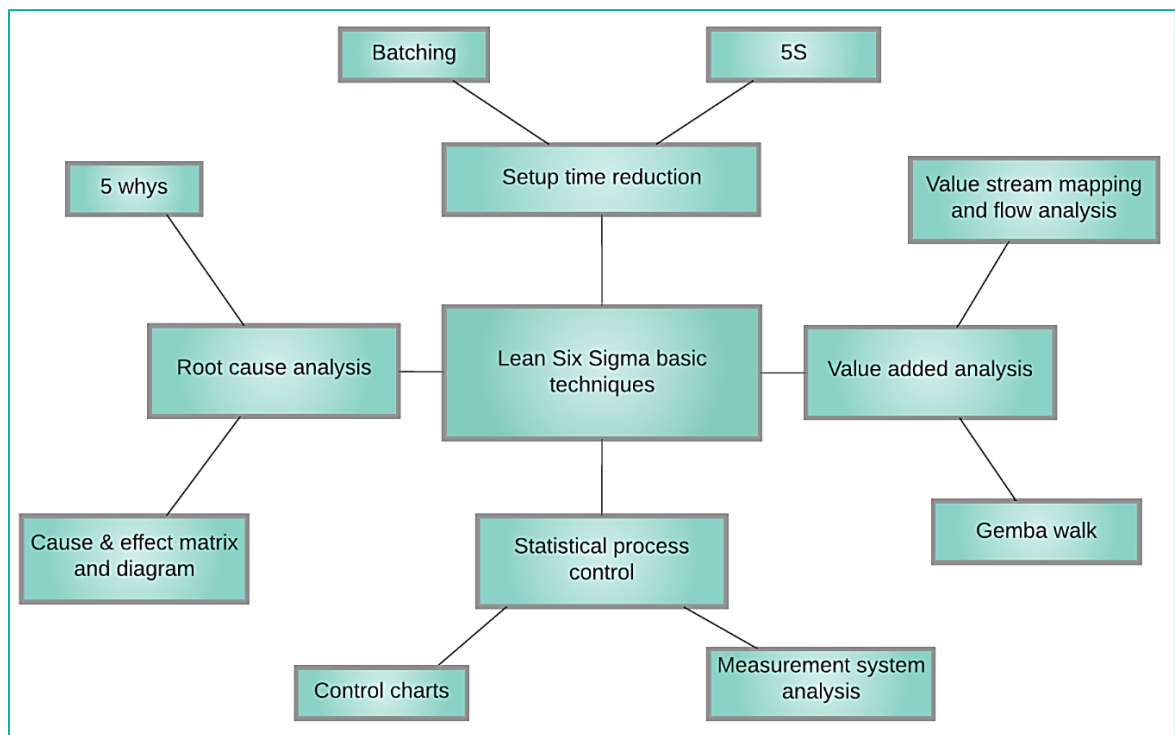 Batching
5S
Setup time reduction
5 whys
Value stream mapping
and flow analysis
Root cause analysis
Lean Six Sigma basic
techniques
Value added analysis
Cause & effect matrix
and diagram
Statistical process
control
Gemba walk
Control charts
Measurement system
analysis